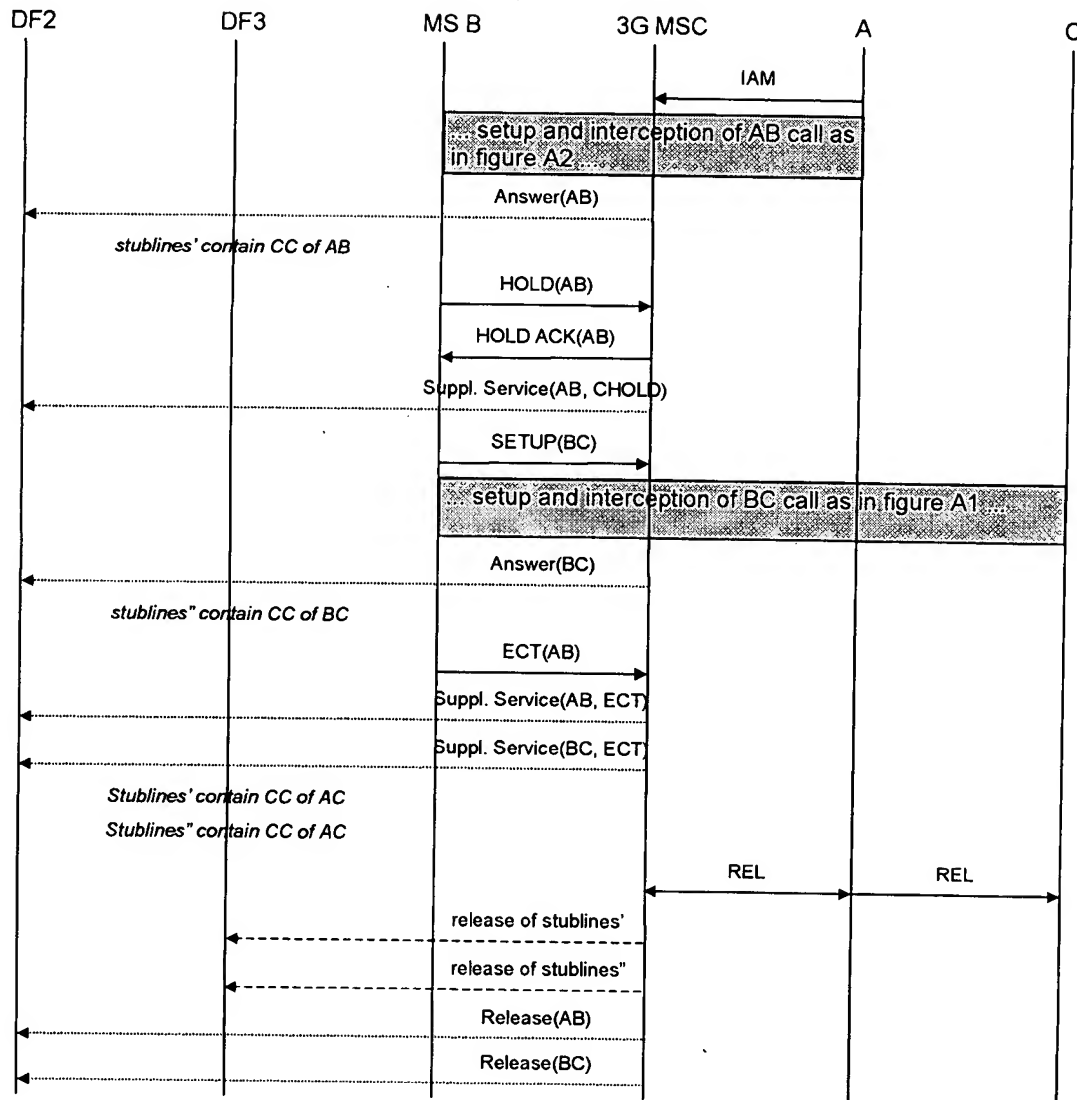 DF2 DF3 MS B 3G MSC A C
IAM
... setup and interception of AB call as
in figure A2 ....
Answer(AB)
stublines' contain CC of AB
HOLD(AB)
HOLD ACK(AB)
Suppl. Service(AB, CHOLD)
SETUP(BC)
... setup and interception of BC call as in figure A1 ....
Answer(BC)
stublines" contain CC of BC
ECT(AB)
Suppl. Service(AB, ECT)
Suppl. Service(BC, ECT)
Stublines' contain CC of AC
Stublines" contain CC of AC
REL REL
release of stublines'
release of stublines"
Release(AB)
Release(BC)